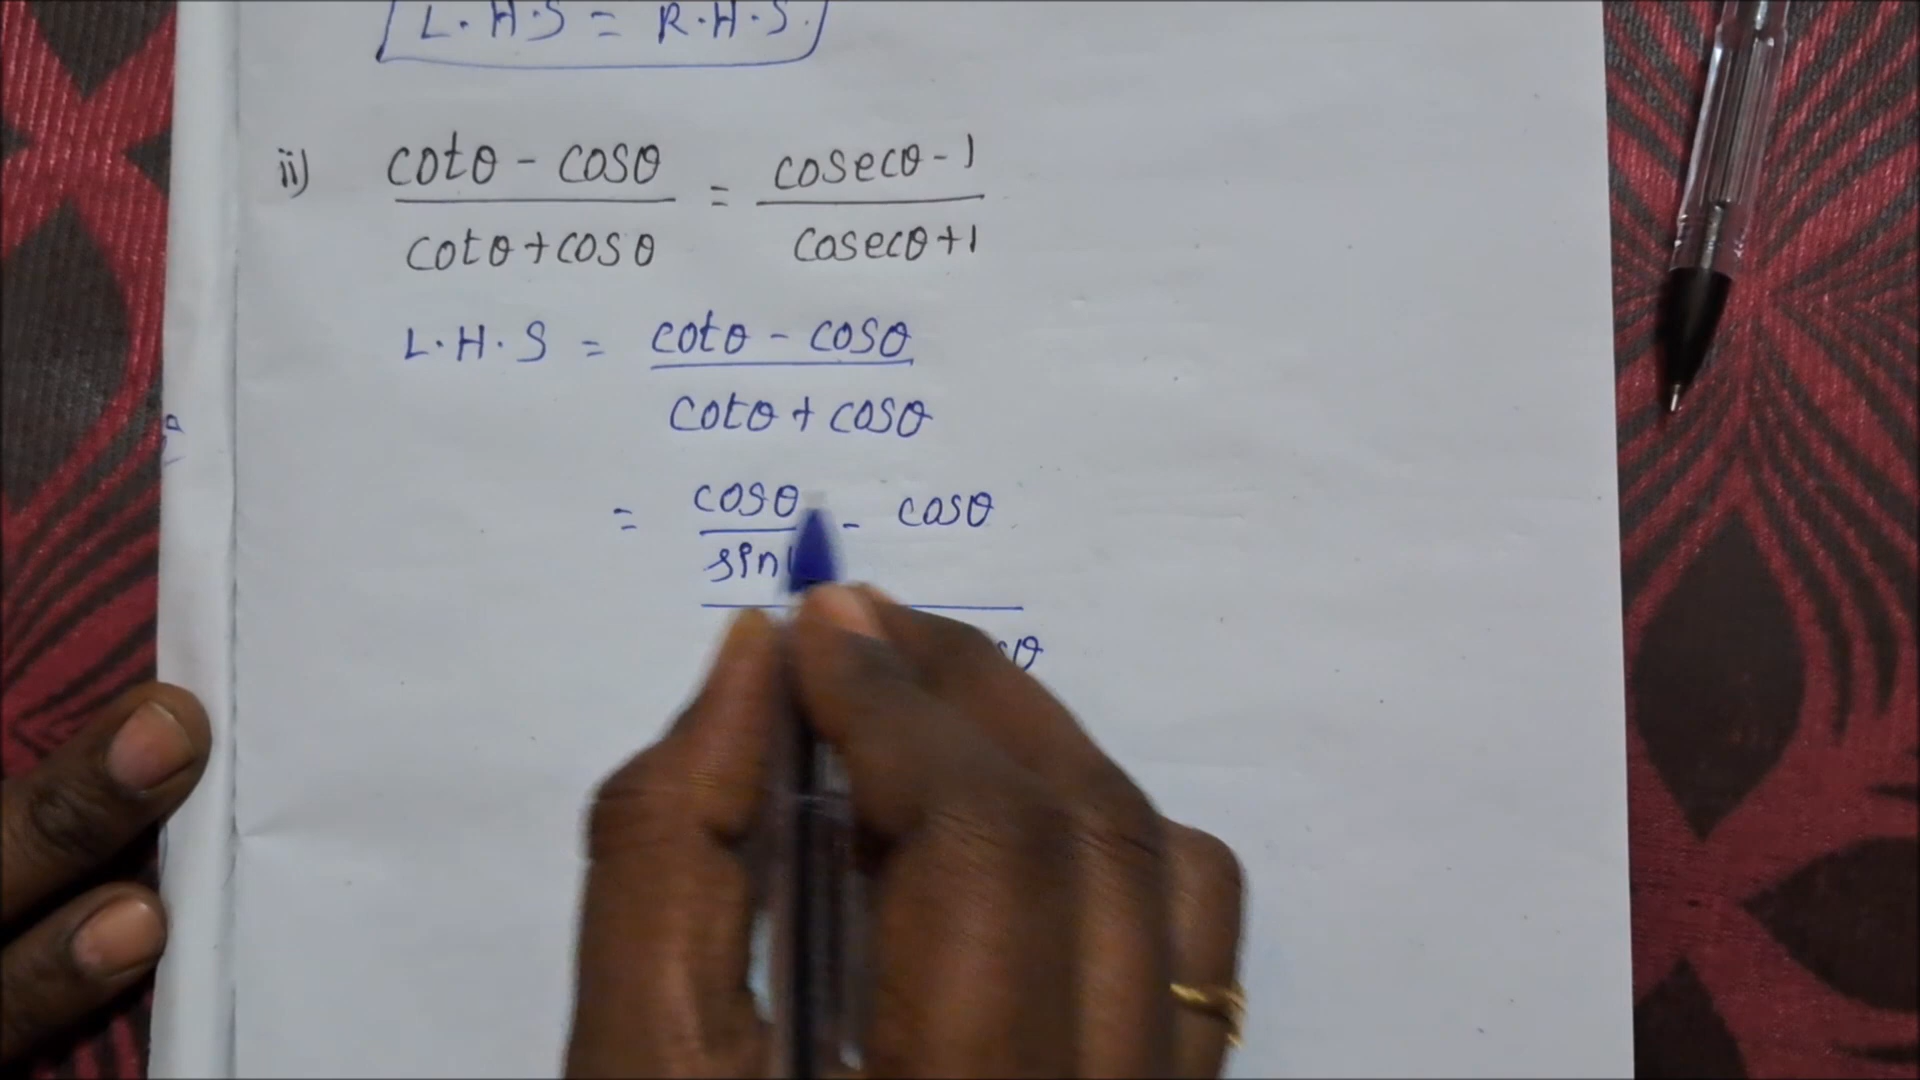 L.H.S = R.H.S.
ii) cotθ - cosθ = cosecθ - 1
cotθ + cosθ cosecθ + 1
L.H.S = cotθ - cosθ
cotθ + cosθ
= cosθ - cosθ
sin